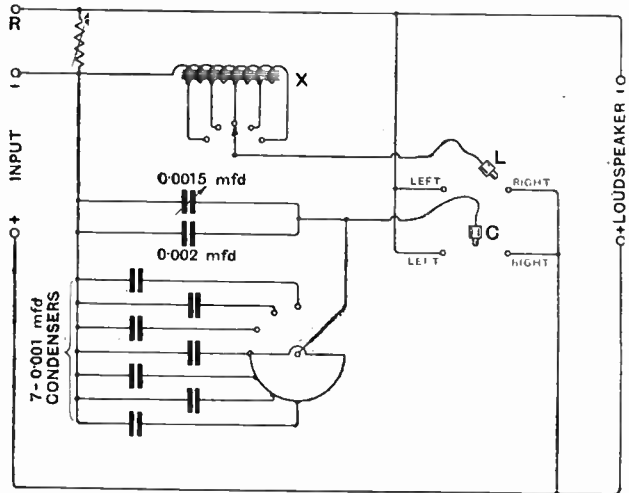 R
X
-
INPUT
L
LEFT
RIGHT
0.0015 mfd
C
+
0.002 mfd
LEFT
RIGHT
7-0.001 mfd
CONDENSERS
+LOUDSPEAKER -